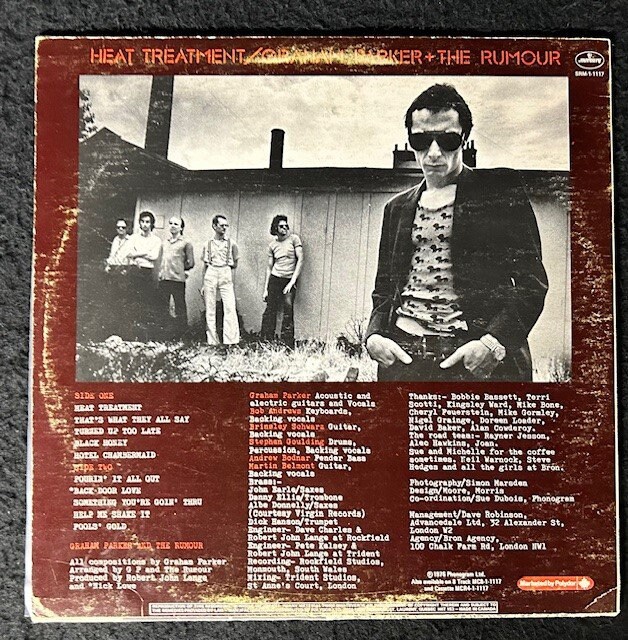 HEAT TREATMENT/GRAHAM PARKER + THE RUMOUR
mercury
SRM-1-1117
SIDE ONE
HEAT TREATMENT
THAT'S WHAT THEY ALL SAY
TURNED UP TOO LATE
BLACK HONEY
HOTEL CHAMBERMAID
SIDE TWO
POURIN' IT ALL OUT
*BACK-DOOR LOVE
SOMETHING YOU'RE GOIN' THRU
HELP ME SHAKE IT
FOOLS' GOLD
GRAHAM PARKER AND THE RUMOUR
All compositions by Graham Parker
Arranged by G P and The Rumour
Produced by Robert John Lange
and *Nick Lowe
Graham Parker Acoustic and
electric guitars and Vocals
Bob Andrews Keyboards,
Backing vocals
Brinsley Schwarz Guitar,
Backing vocals
Stephen Goulding Drums,
Percussion, Backing vocals
Andrew Bodnar Fender Bass
Martin Belmont Guitar,
Backing vocals
Brass:-
John Earle/Saxes
Danny Ellis/Trombone
Albe Donnelly/Saxes
(Courtesy Virgin Records)
Dick Hanson/Trumpet
Engineer- Dave Charles &
Robert John Lange at Rockfield
Engineer- Pete Kelsey &
Robert John Lange at Trident
Recording- Rockfield Studios,
Monmouth, South Wales
Mixing- Trident Studios,
St Anne's Court, London
Thanks:- Bobbie Bassett, Terri
Scotti, Kingsley Ward, Mike Bone,
Cheryl Feuerstein, Mike Gormley,
Nigel Grainge, Doreen Loader,
David Baker, Alan Cowderoy,
The road team- Rayner Jesson,
Aleo Hawkins, Joan,
Sue and Michelle for the coffee
sometimes. Neil Warnock, Steve
Hedges and all the girls at Bron.
Photography/Simon Marsden
Design/Moore, Morris
Co-ordination/Sue Dubois, Phonogram
Management/Dave Robinson,
Advancedale Ltd, 32 Alexander St,
London W2
Agency/Bron Agency,
100 Chalk Farm Rd, London NW1
© 1976 Phonogram Ltd.
Also available on 8 Track MC8-1-1117
and Cassette MCR4-1-1117
Marketed by Polydor